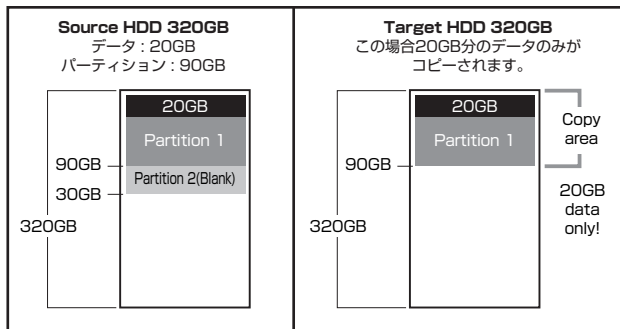 Source HDD 320GB
データ : 20GB
パーティション : 90GB
20GB
Partition 1
90GB
Partition 2(Blank)
30GB
320GB
Target HDD 320GB
この場合20GB分のデータのみが
コピーされます。
20GB
Partition 1
90GB
320GB
Copy
area
20GB
data
only!